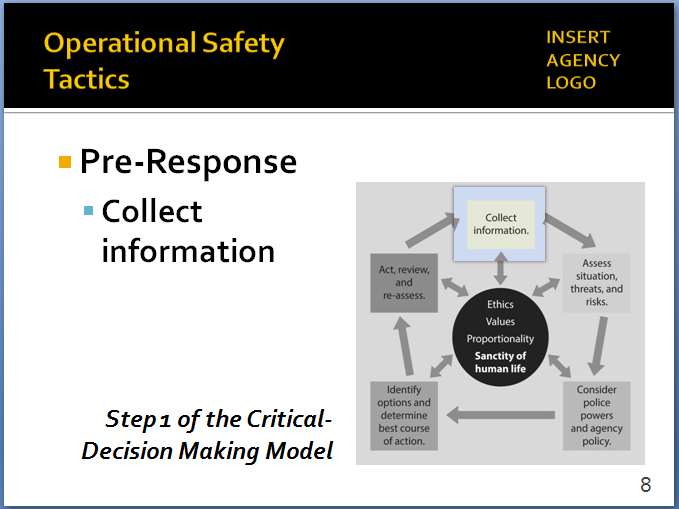 Operational Safety
Tactics
INSERT
AGENCY
LOGO
Pre-Response
Collect
information
Step 1 of the Critical-
Decision Making Model
Collect
information.
Assess
situation,
threats, and
risks.
Consider
police
powers
and agency
policy.
Identify
options and
determine
best course
of action.
Act, review,
and
re-assess.
Ethics
Values
Proportionality
Sanctity of
human life
8